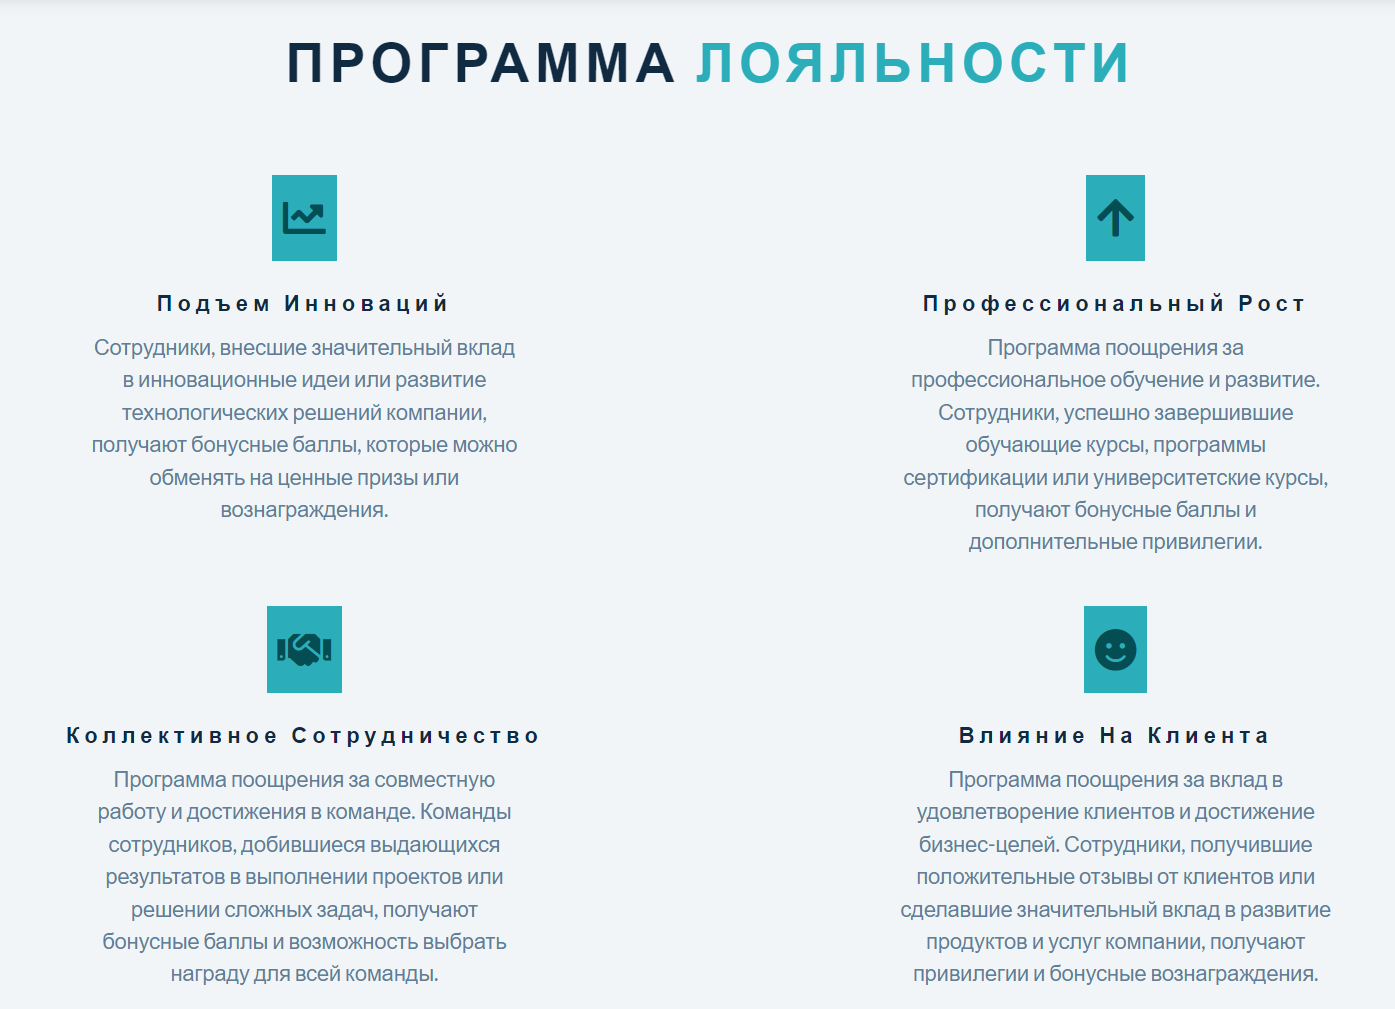 ПРОГРАММА ЛОЯЛЬНОСТИ
Подъем Инноваций
Сотрудники, внесшие значительный вклад
в инновационные идеи или развитие
технологических решений компании,
получают бонусные баллы, которые можно
обменять на ценные призы или
вознаграждения.
Профессиональный Рост
Программа поощрения за
профессиональное обучение и развитие.
Сотрудники, успешно завершившие
обучающие курсы, программы
сертификации или университетские курсы,
получают бонусные баллы и
дополнительные привилегии.
Коллективное Сотрудничество
Программа поощрения за совместную
работу и достижения в команде. Команды
сотрудников, добившиеся выдающихся
результатов в выполнении проектов или
решении сложных задач, получают
бонусные баллы и возможность выбрать
награду для всей команды.
Влияние На Клиента
Программа поощрения за вклад в
удовлетворение клиентов и достижение
бизнес-целей. Сотрудники, получившие
положительные отзывы от клиентов или
сделавшие значительный вклад в развитие
продуктов и услуг компании, получают
привилегии и бонусные вознаграждения.